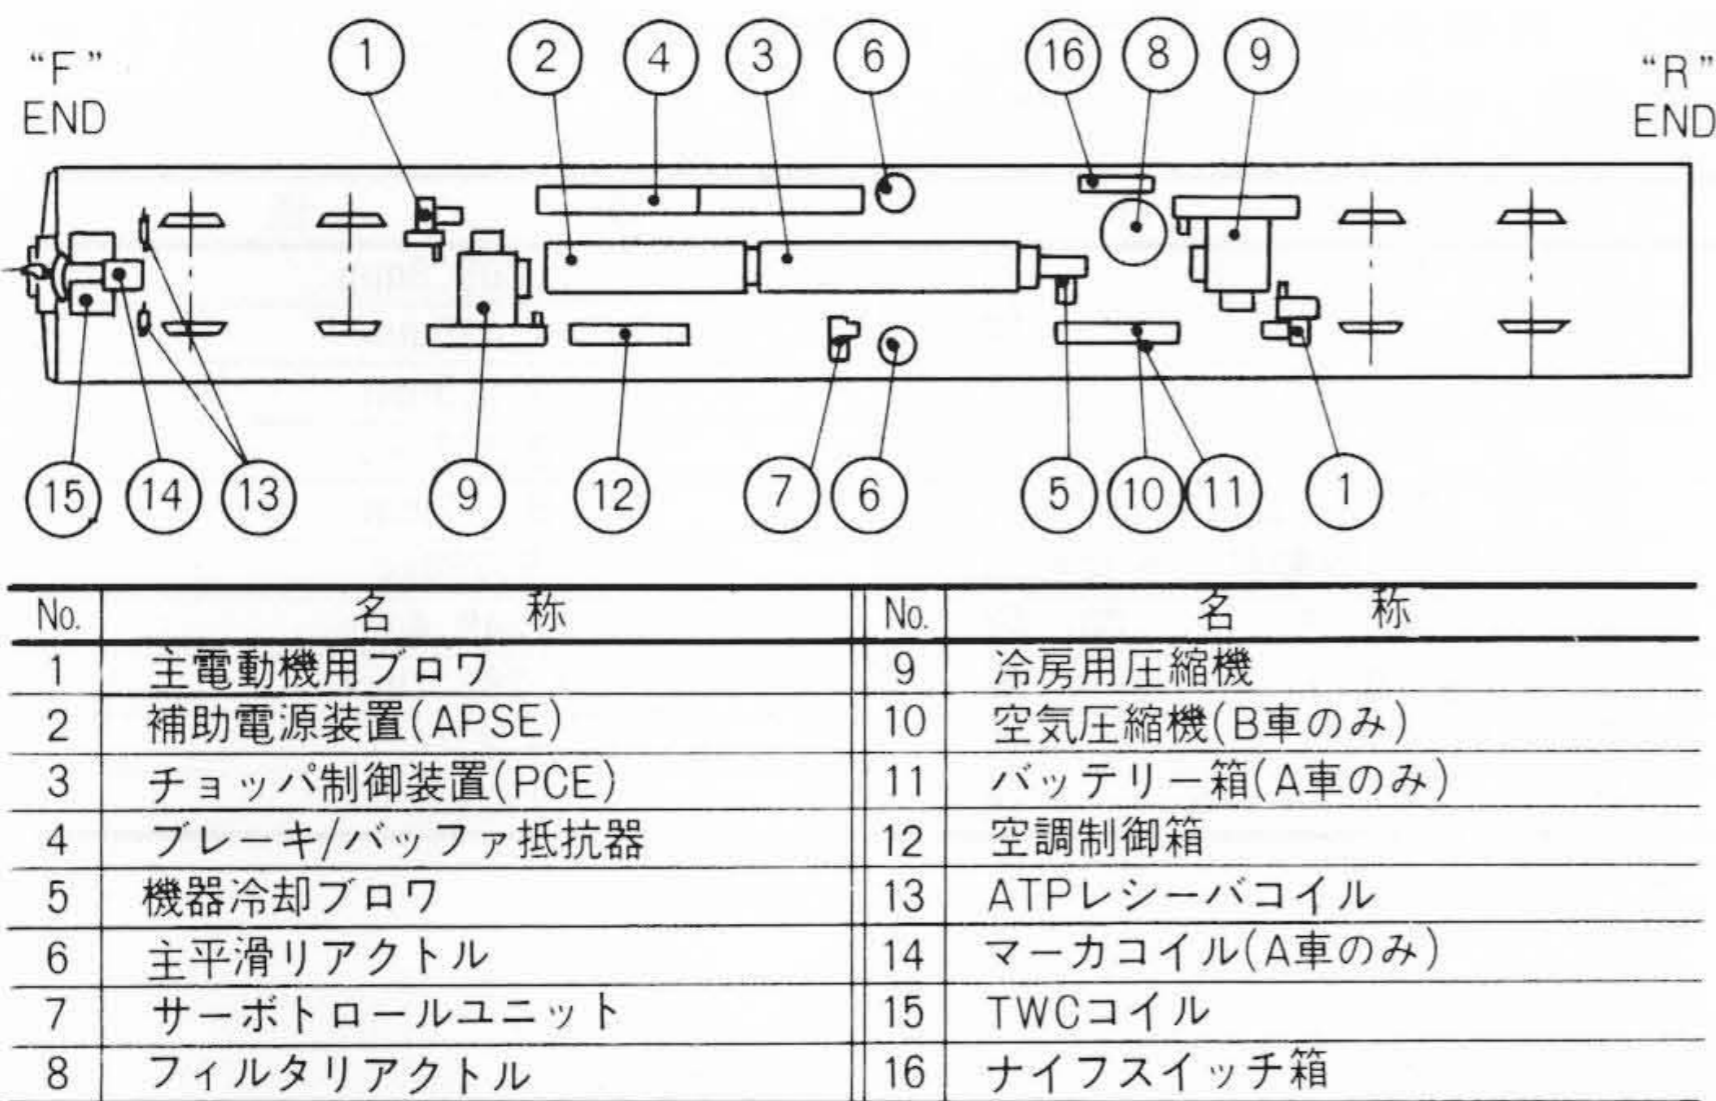 1 2 4 3 6 16 8 9
“F” “R”
END END
15 14 13 9 12 7 6 5 10 11 1
No. 名称 No. 名称
1 主電動機用ブロワ 9 冷房用圧縮機
2 補助電源装置(APSE) 10 空気圧縮機(B車のみ)
3 チョッパ制御装置(PCE) 11 バッテリー箱(A車のみ)
4 ブレーキ/バッファ抵抗器 12 空調制御箱
5 機器冷却ブロワ 13 ATPレシーバコイル
6 主平滑リアクトル 14 マーカコイル(A車のみ)
7 サーボトロールユニット 15 TWCコイル
8 フィルタリアクトル 16 ナイフスイッチ箱